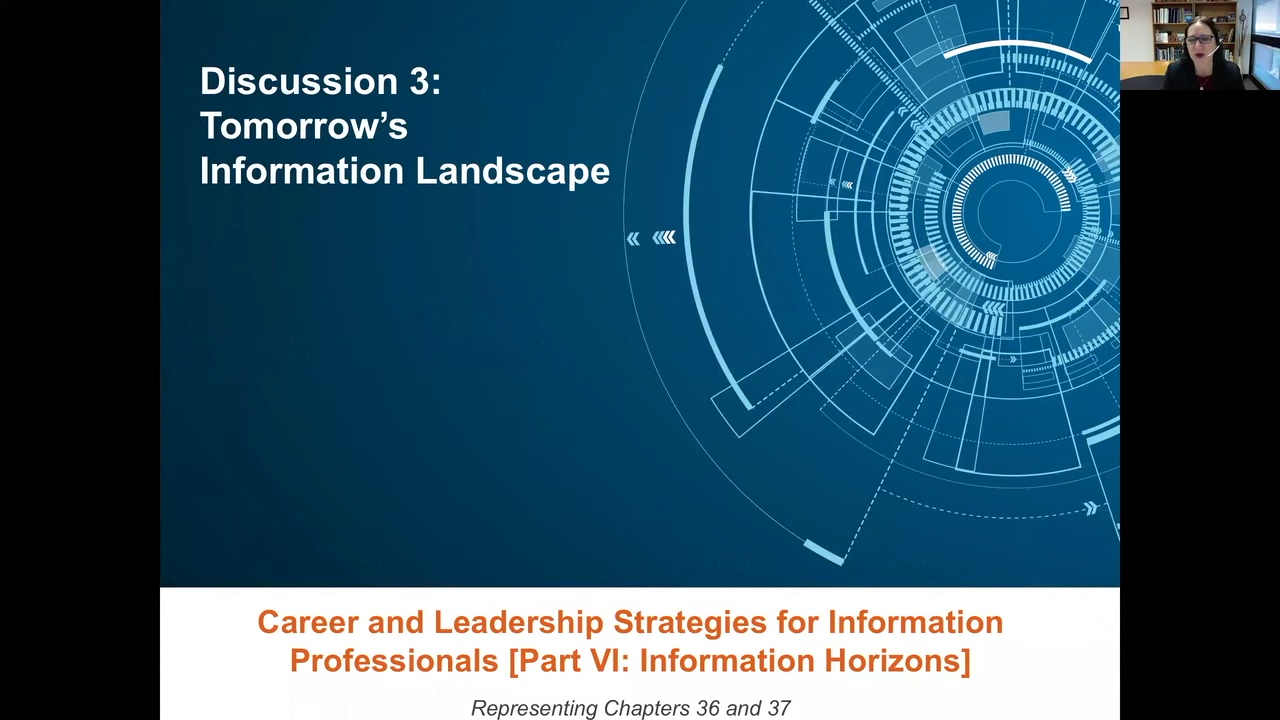 Discussion 3:
Tomorrow’s
Information Landscape
Career and Leadership Strategies for Information
Professionals [Part VI: Information Horizons]
Representing Chapters 36 and 37